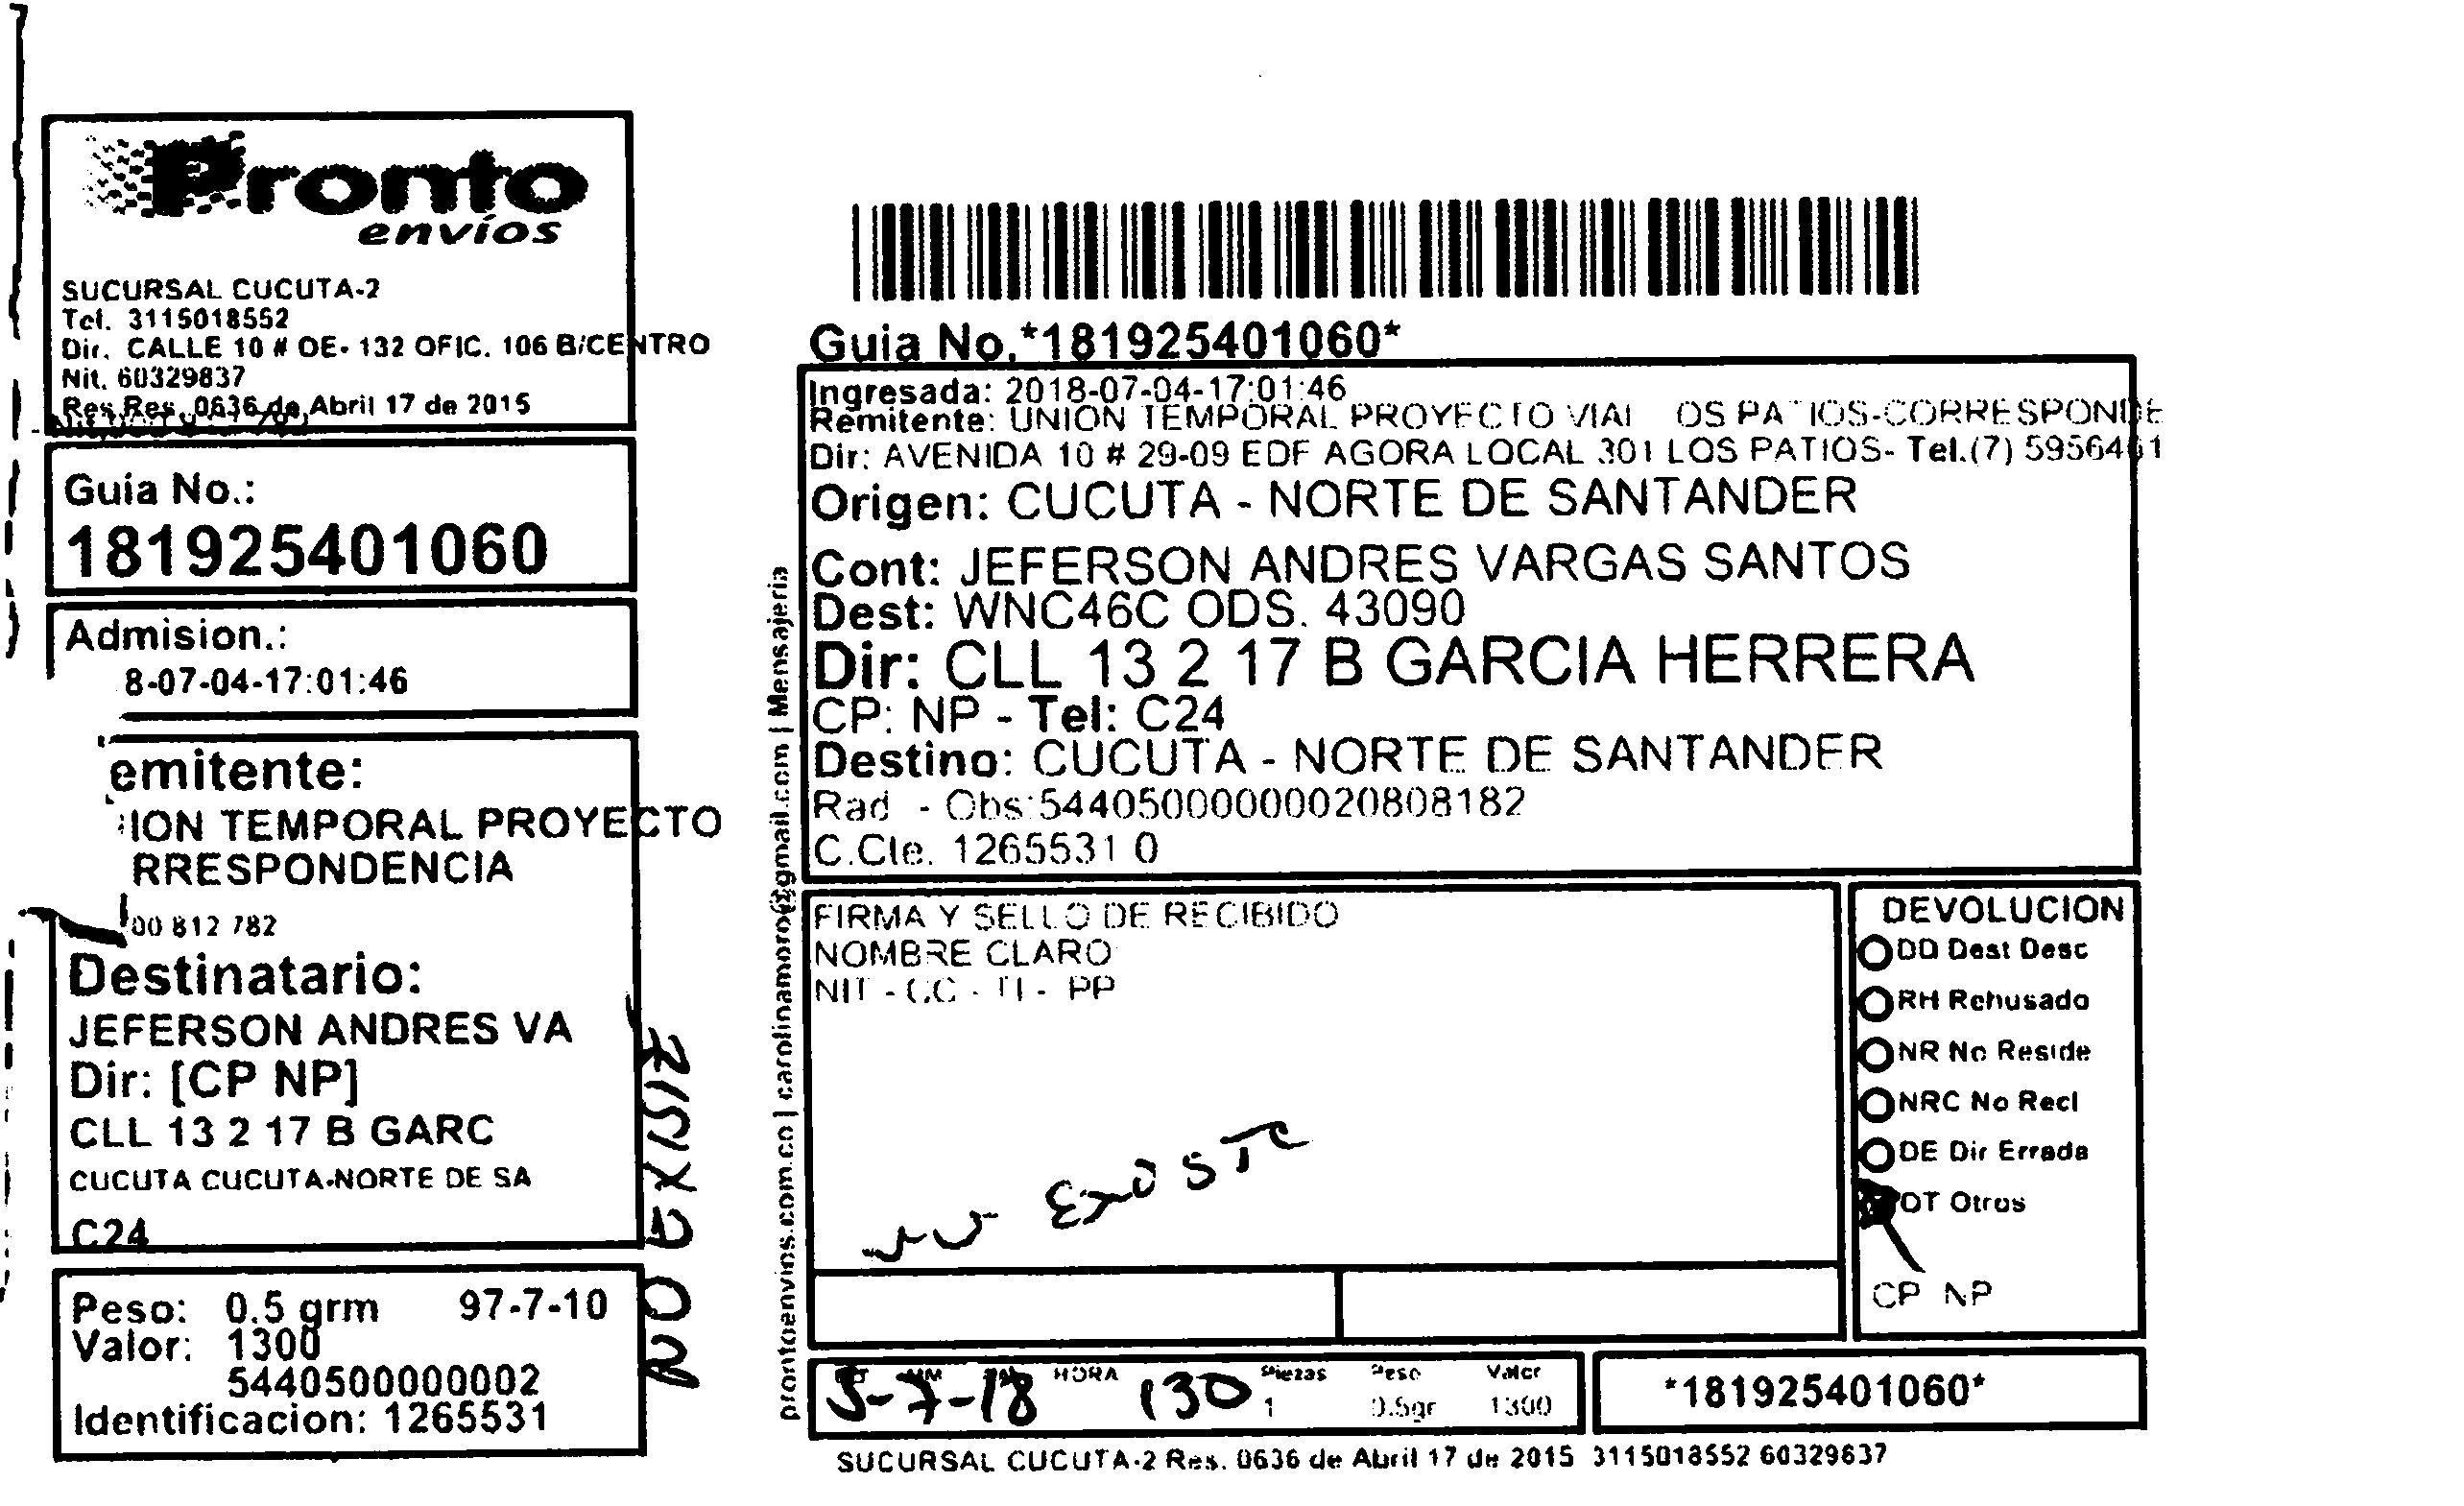 Pronto
envíos
SUCURSAL CUCUTA-2
Tel. 3115018552
Dir. CALLE 10 # OE- 132 OFIC. 106 B/CENTRO
Nit. 60329837
Res Res. 0636 de Abril 17 de 2015
Guia No.:
181925401060
Admision.:
8-07-04-17:01:46
emitente:
ION TEMPORAL PROYECTO
RRESPONDENCIA
00 812 782
Destinatario:
JEFERSON ANDRES VA
Dir: [CP NP]
CLL 13 2 17 B GARC
CUCUTA CUCUTA-NORTE DE SA
C24
Peso: 0.5 grm 97-7-10
Valor: 1300
5440500000002
Identificacion: 1265531
prontoenvios.com.co | carolinamoro@gmail.com | Mensajeria
Guia No.*181925401060*
Ingresada: 2018-07-04-17:01:46
Remitente: UNION TEMPORAL PROYECTO VIAL OS PATIOS-CORRESPONDE
Dir: AVENIDA 10 # 29-09 EDF AGORA LOCAL 301 LOS PATIOS- Tel.(7) 5956461
Origen: CUCUTA - NORTE DE SANTANDER
Cont: JEFERSON ANDRES VARGAS SANTOS
Dest: WNC46C ODS. 43090
Dir: CLL 13 2 17 B GARCIA HERRERA
CP: NP - Tel: C24
Destino: CUCUTA - NORTE DE SANTANDER
Rad - Obs:54405000000020808182
C.Cte. 1265531 0
FIRMA Y SELLO DE RECIBIDO
NOMBRE CLARO
NIT - CC - TI - PP
DEVOLUCION
DD Dest Desc
RH Rehusado
NR No Reside
NRC No Recl
DE Dir Errada
OT Otros
CP NP
HORA Piezas Peso Valor
5-7-18 130 1 0.5gr 1300
*181925401060*
SUCURSAL CUCUTA-2 Res. 0636 de Abril 17 de 2015 3115018552 60329837